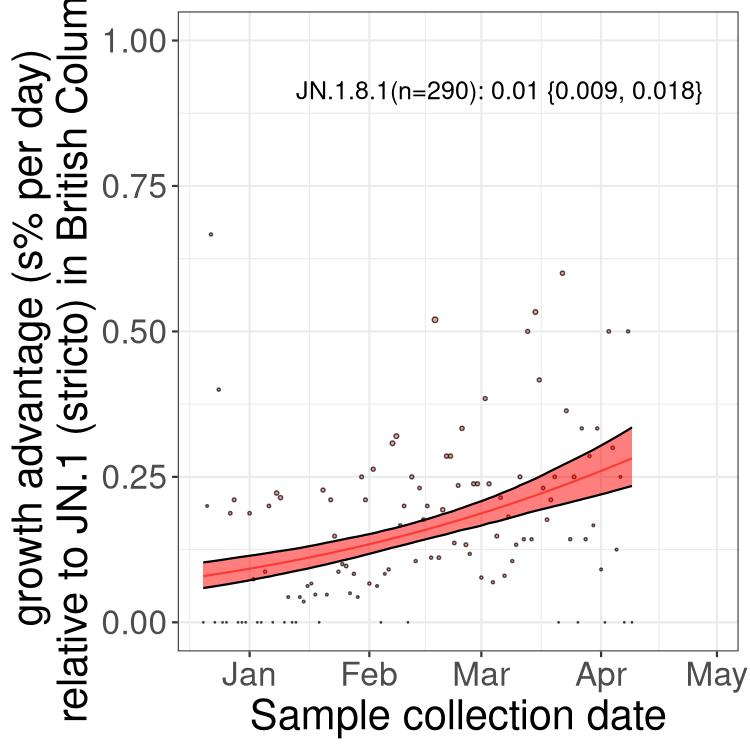 growth advantage (s% per day)
relative to JN.1 (stricto) in British Colum
1.00
0.75
0.50
0.25
0.00
JN.1.8.1(n=290): 0.01 {0.009, 0.018}
Jan Feb Mar Apr May
Sample collection date